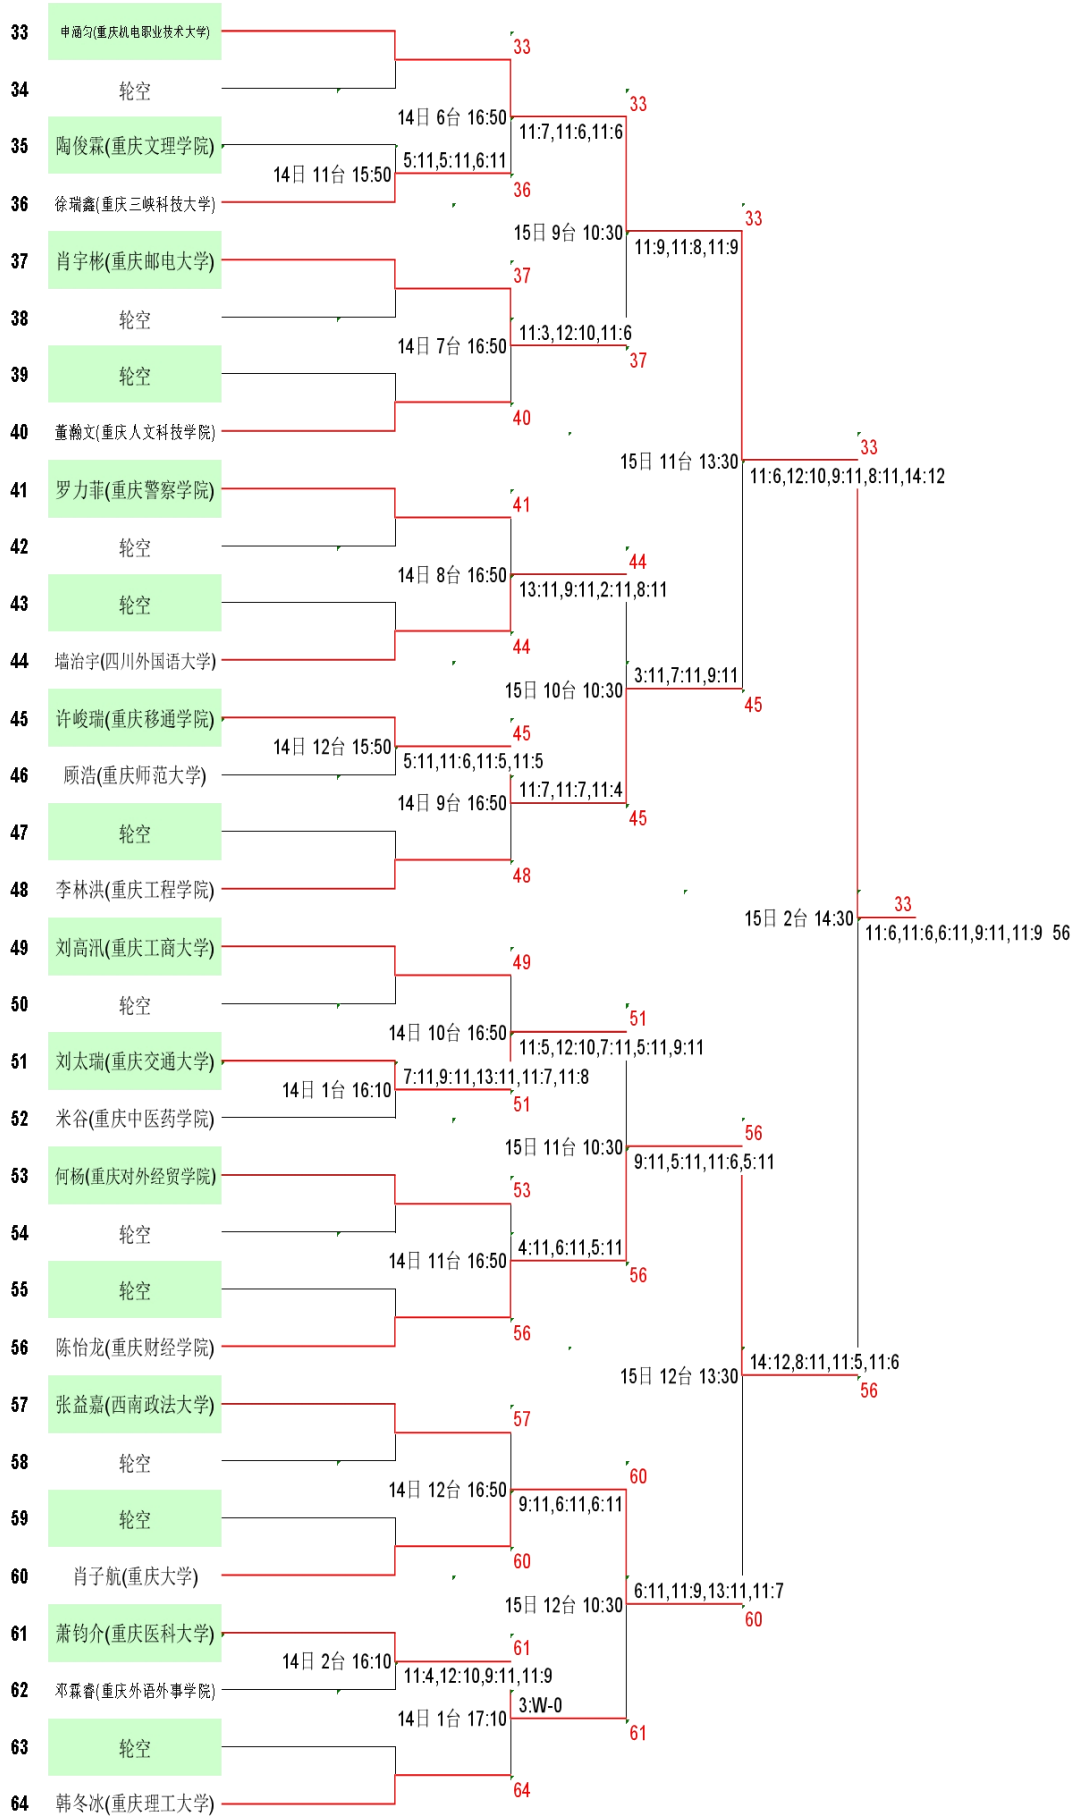 33 申涵匀(重庆机电职业技术大学)
33
34 轮空
33
14日 6台 16:50
11:7,11:6,11:6
35 陶俊霖(重庆文理学院)
14日 11台 15:50
5:11,5:11,6:11
36
36 徐瑞鑫(重庆三峡科技大学)
33
15日 9台 10:30
11:9,11:8,11:9
37 肖宇彬(重庆邮电大学)
37
38 轮空
14日 7台 16:50
11:3,12:10,11:6
37
39 轮空
40
40 董瀚文(重庆人文科技学院)
33
15日 11台 13:30
11:6,12:10,9:11,8:11,14:12
41 罗力菲(重庆警察学院)
41
42 轮空
44
14日 8台 16:50
13:11,9:11,2:11,8:11
43 轮空
44
44 墙治宇(四川外国语大学)
15日 10台 10:30
3:11,7:11,9:11
45
45 许峻瑞(重庆移通学院)
45
14日 12台 15:50
5:11,11:6,11:5,11:5
46 顾浩(重庆师范大学)
14日 9台 16:50
11:7,11:7,11:4
45
47 轮空
48
48 李林洪(重庆工程学院)
33
15日 2台 14:30
11:6,11:6,6:11,9:11,11:9 56
49 刘高汛(重庆工商大学)
49
50 轮空
51
14日 10台 16:50
11:5,12:10,7:11,5:11,9:11
51 刘太瑞(重庆交通大学)
14日 1台 16:10
7:11,9:11,13:11,11:7,11:8
51
52 米谷(重庆中医药学院)
56
15日 11台 10:30
9:11,5:11,11:6,5:11
53 何杨(重庆对外经贸学院)
53
54 轮空
14日 11台 16:50
4:11,6:11,5:11
56
55 轮空
56
56 陈怡龙(重庆财经学院)
15日 12台 13:30
14:12,8:11,11:5,11:6
56
57 张益嘉(西南政法大学)
57
58 轮空
60
14日 12台 16:50
9:11,6:11,6:11
59 轮空
60
60 肖子航(重庆大学)
15日 12台 10:30
6:11,11:9,13:11,11:7
60
61 萧钧介(重庆医科大学)
61
14日 2台 16:10
11:4,12:10,9:11,11:9
62 邓霖睿(重庆外语外事学院)
14日 1台 17:10
3:W-0
61
63 轮空
64
64 韩冬冰(重庆理工大学)